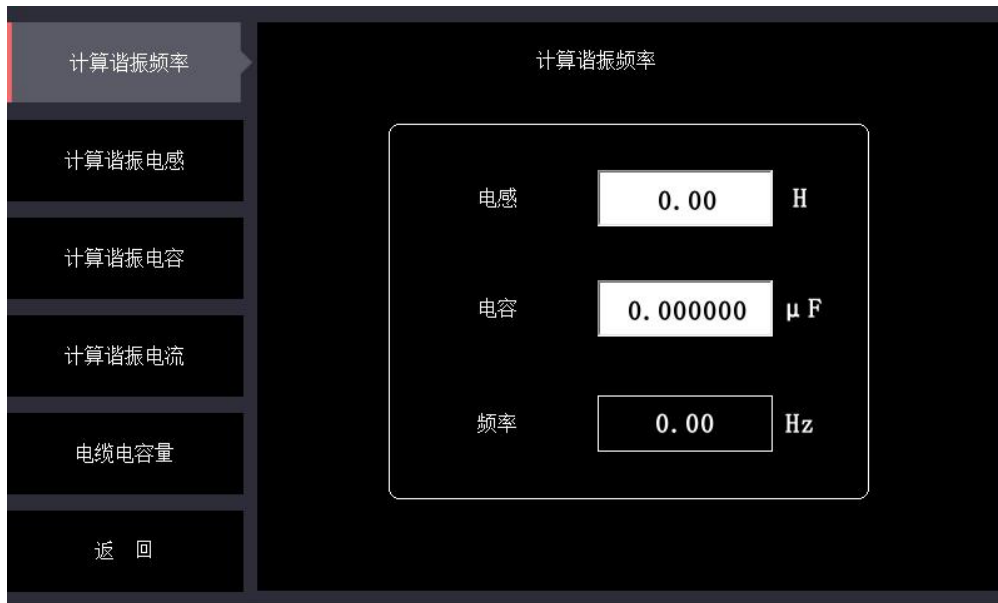 计算谐振频率
计算谐振电感
计算谐振电容
计算谐振电流
电缆电容量
返 回
计算谐振频率
电感 0.00 H
电容 0.000000 μF
频率 0.00 Hz